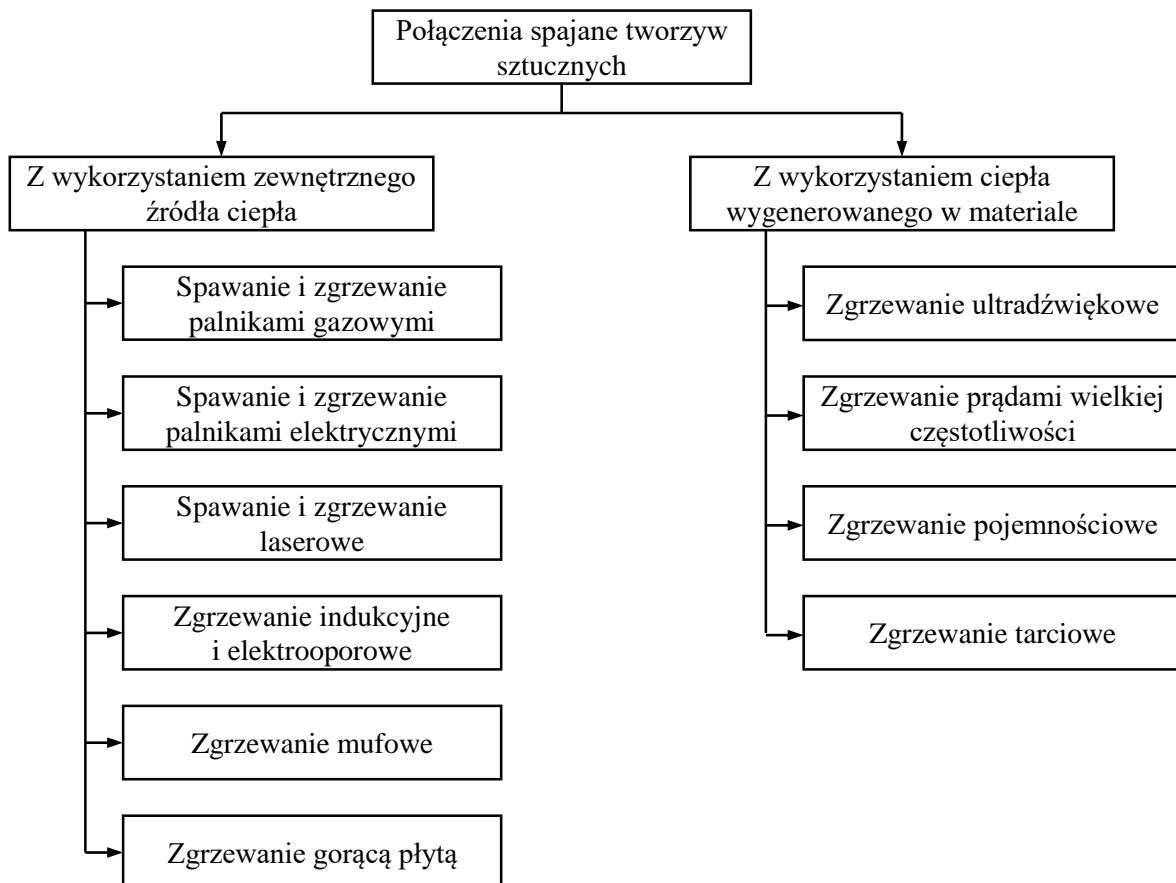 Połączenia spajane tworzyw
sztucznych
Z wykorzystaniem zewnętrznego
źródła ciepła
Spawanie i zgrzewanie
palnikami gazowymi
Spawanie i zgrzewanie
palnikami elektrycznymi
Spawanie i zgrzewanie
laserowe
Zgrzewanie indukcyjne
i elektrooporowe
Zgrzewanie mufowe
Zgrzewanie gorącą płytą
Z wykorzystaniem ciepła
wygenerowanego w materiale
Zgrzewanie ultradźwiękowe
Zgrzewanie prądami wielkiej
częstotliwości
Zgrzewanie pojemnościowe
Zgrzewanie tarciowe